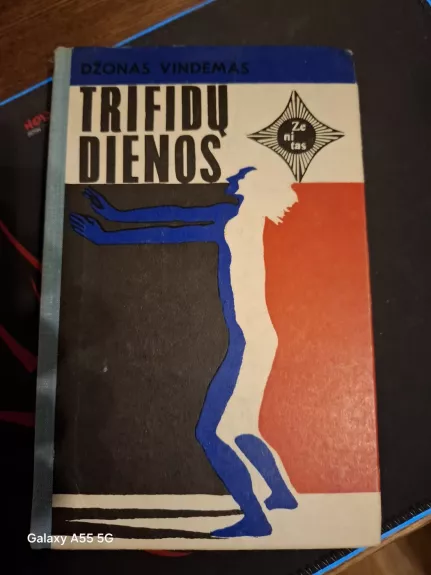 DŽONAS VINDEMAS
TRIFIDŲ
DIENOS
Ze
ni
tas
Galaxy A55 5G